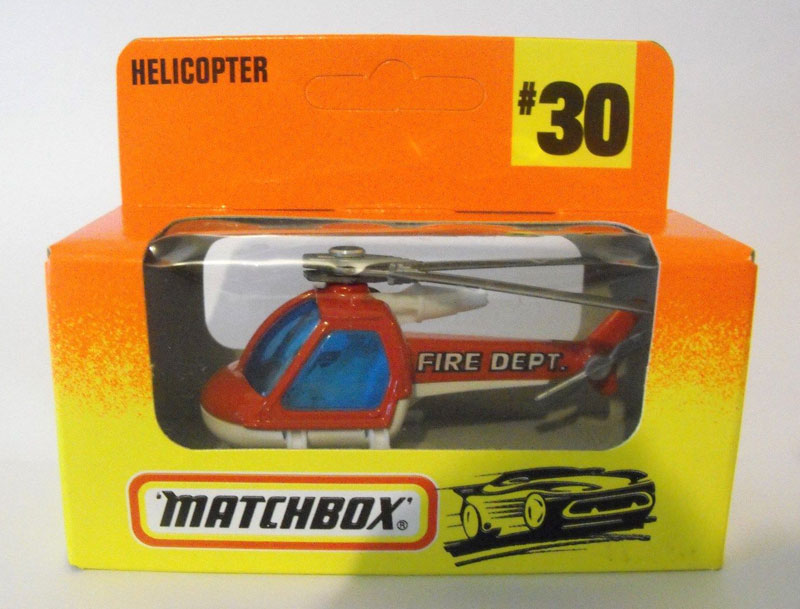 HELICOPTER
#30
FIRE DEPT.
'MATCHBOX'®